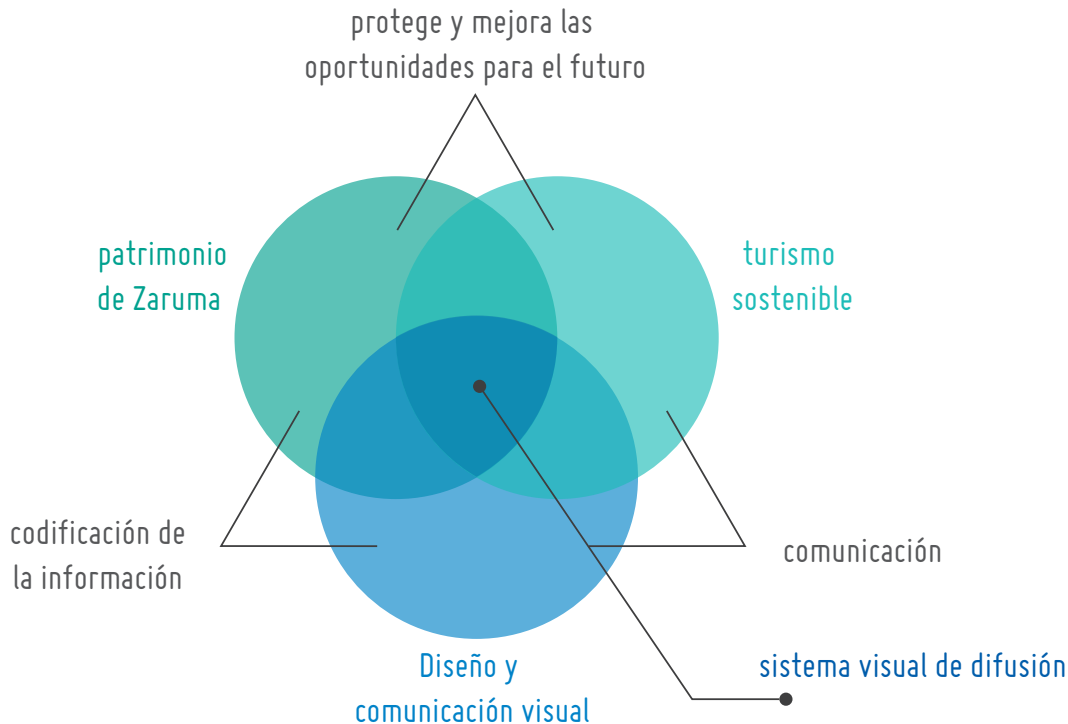 protege y mejora las
oportunidades para el futuro
patrimonio
de Zaruma
turismo
sostenible
codificación de
la información
comunicación
Diseño y
comunicación visual
sistema visual de difusión